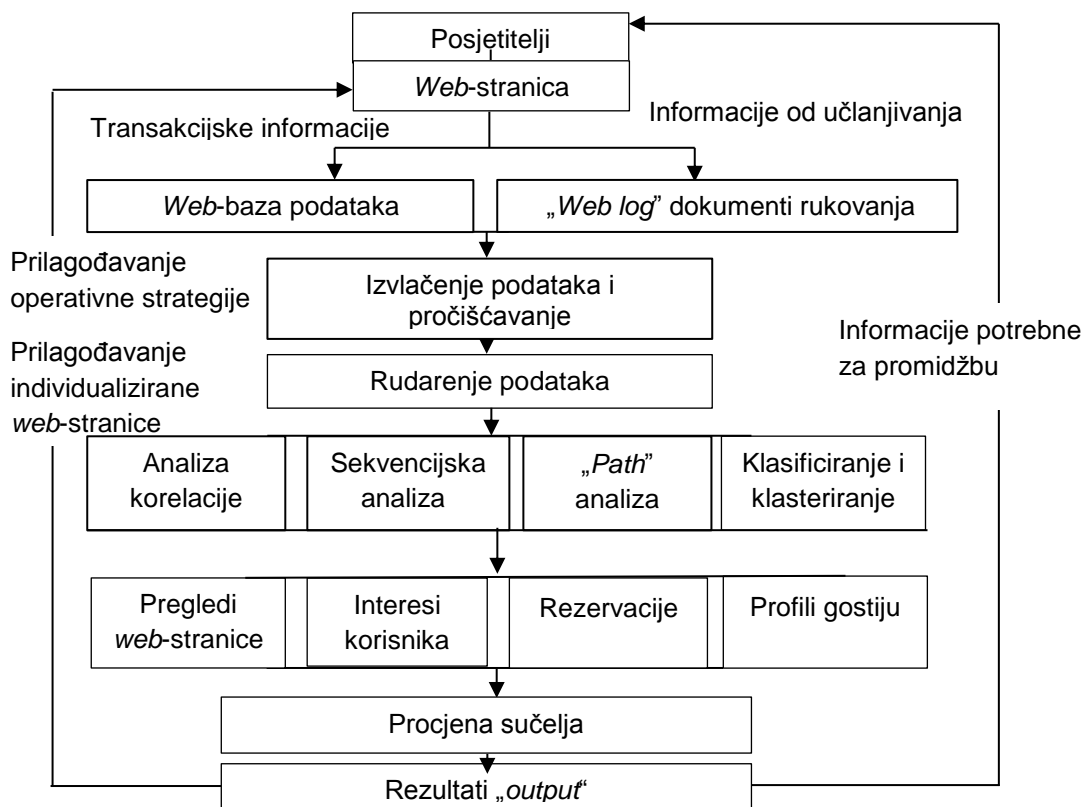 Posjetitelji
Web-stranica
Transakcijske informacije
Informacije od učlanjivanja
Web-baza podataka
„Web log” dokumenti rukovanja
Prilagođavanje
operativne strategije
Izvlačenje podataka i
pročišćavanje
Informacije potrebne
za promidžbu
Prilagođavanje
individualizirane
web-stranice
Rudarenje podataka
Analiza
korelacije
Sekvencijska
analiza
„Path”
analiza
Klasificiranje i
klasteriranje
Pregledi
web-stranice
Interesi
korisnika
Rezervacije
Profili gostiju
Procjena sučelja
Rezultati „output“